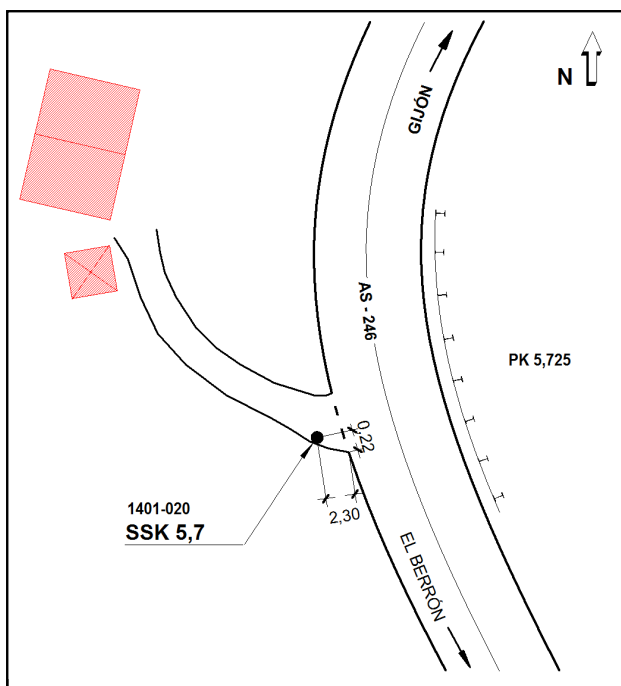 GIJÓN
N
AS - 246
PK 5,725
0,22
1401-020
SSK 5,7
2,30
EL BERRÓN